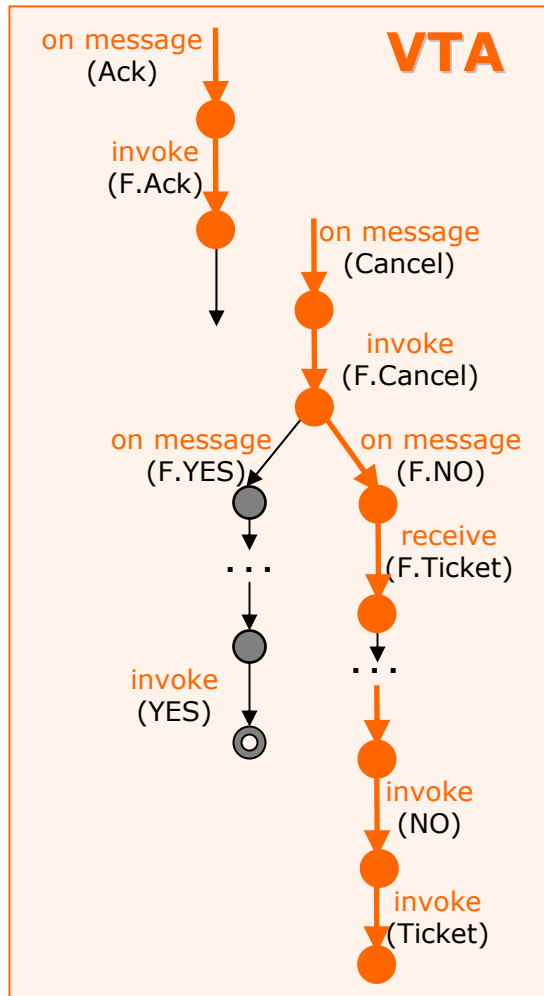 VTA
on message
(Ack)
invoke
(F.Ack)
on message
(Cancel)
invoke
(F.Cancel)
on message
(F.YES)
on message
(F.NO)
receive
(F.Ticket)
...
...
invoke
(YES)
invoke
(NO)
invoke
(Ticket)